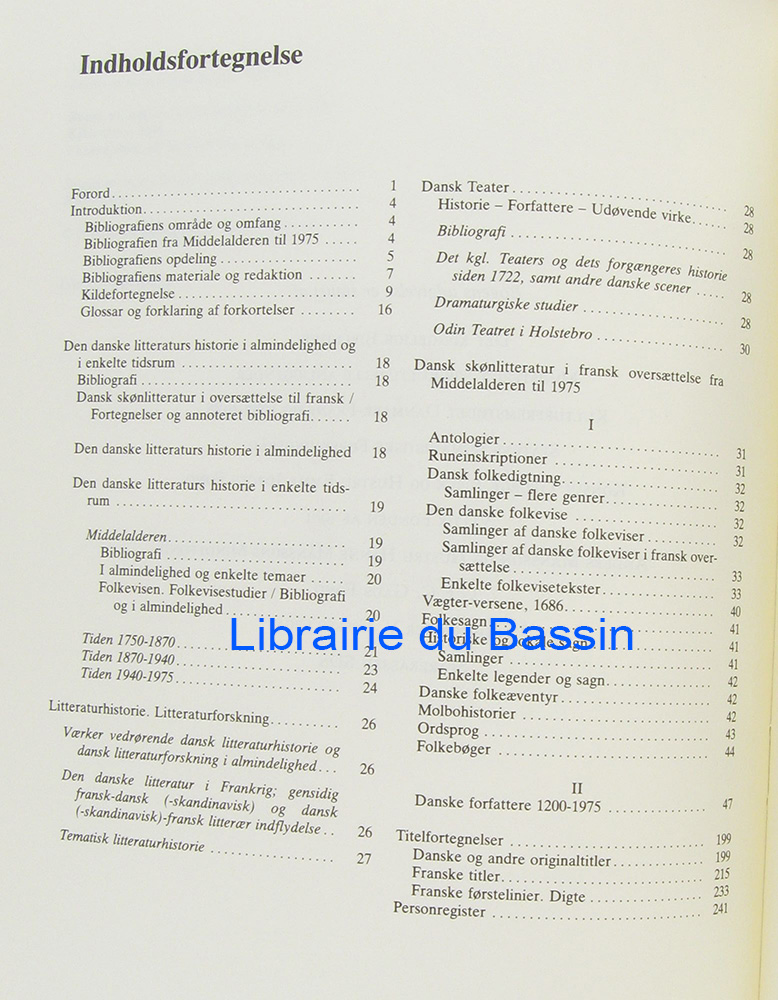 Indholdsfortegnelse
Forord 1
Introduktion 4
Bibliografiens område og omfang 4
Bibliografien fra Middelalderen til 1975 4
Bibliografiens opdeling 5
Bibliografiens materiale og redaktion 7
Kildefortegnelse 9
Glossar og forklaring af forkortelser 16
Den danske litteraturs historie i almindelighed og
i enkelte tidsrum 18
Bibliografi 18
Dansk skønlitteratur i oversættelse til fransk /
Fortegnelser og annoteret bibliografi 18
Den danske litteraturs historie i almindelighed 18
Den danske litteraturs historie i enkelte tids-
rum 19
Middelalderen 19
Bibliografi 19
I almindelighed og enkelte temaer 20
Folkevisen. Folkevisestudier / Bibliografi
og i almindelighed 20
Tiden 1750-1870 21
Tiden 1870-1940 23
Tiden 1940-1975 24
Litteraturhistorie. Litteraturforskning 26
Værker vedrørende dansk litteraturhistorie og
dansk litteraturforskning i almindelighed 26
Den danske litteratur i Frankrig; gensidig
fransk-dansk (-skandinavisk) og dansk
(-skandinavisk)-fransk litterær indflydelse 26
Tematisk litteraturhistorie 27
Dansk Teater 28
Historie – Forfattere – Udøvende virke 28
Bibliografi 28
Det kgl. Teaters og dets forgængeres historie
siden 1722, samt andre danske scener 28
Dramaturgiske studier 28
Odin Teatret i Holstebro 30
Dansk skønlitteratur i fransk oversættelse fra
Middelalderen til 1975
I
Antologier 31
Runeinskriptioner 31
Dansk folkedigtning 32
Samlinger – flere genrer 32
Den danske folkevise 32
Samlinger af danske folkeviser 32
Samlinger af danske folkeviser i fransk over-
sættelse 33
Enkelte folkevisetekster 33
Vægter-versene, 1686 40
Folkesagn 41
Historiske og lokale sagn 41
Samlinger 41
Enkelte legender og sagn 42
Danske folkeæventyr 42
Molbohistorier 42
Ordsprog 43
Folkebøger 44
II
Danske forfattere 1200-1975 47
Titelfortegnelser 199
Danske og andre originaltitler 199
Franske titler 215
Franske førstelinier. Digte 233
Personregister 241
Librairie du Bassin